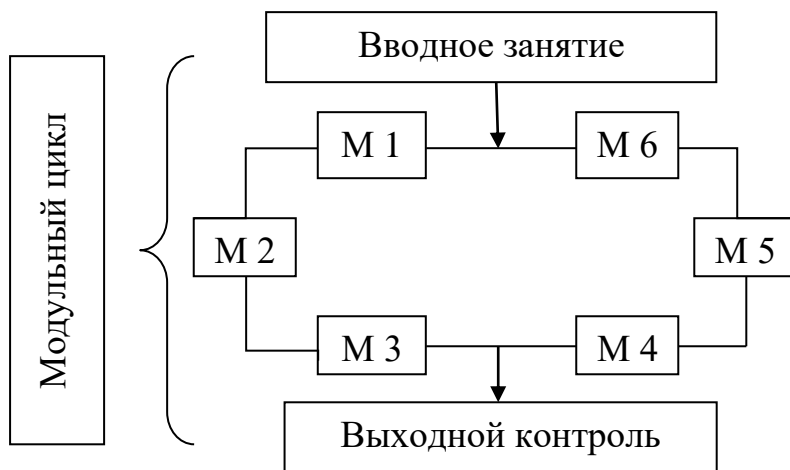 Вводное занятие
Модульный цикл
М 1
М 6
М 2
М 5
М 3
М 4
Выходной контроль